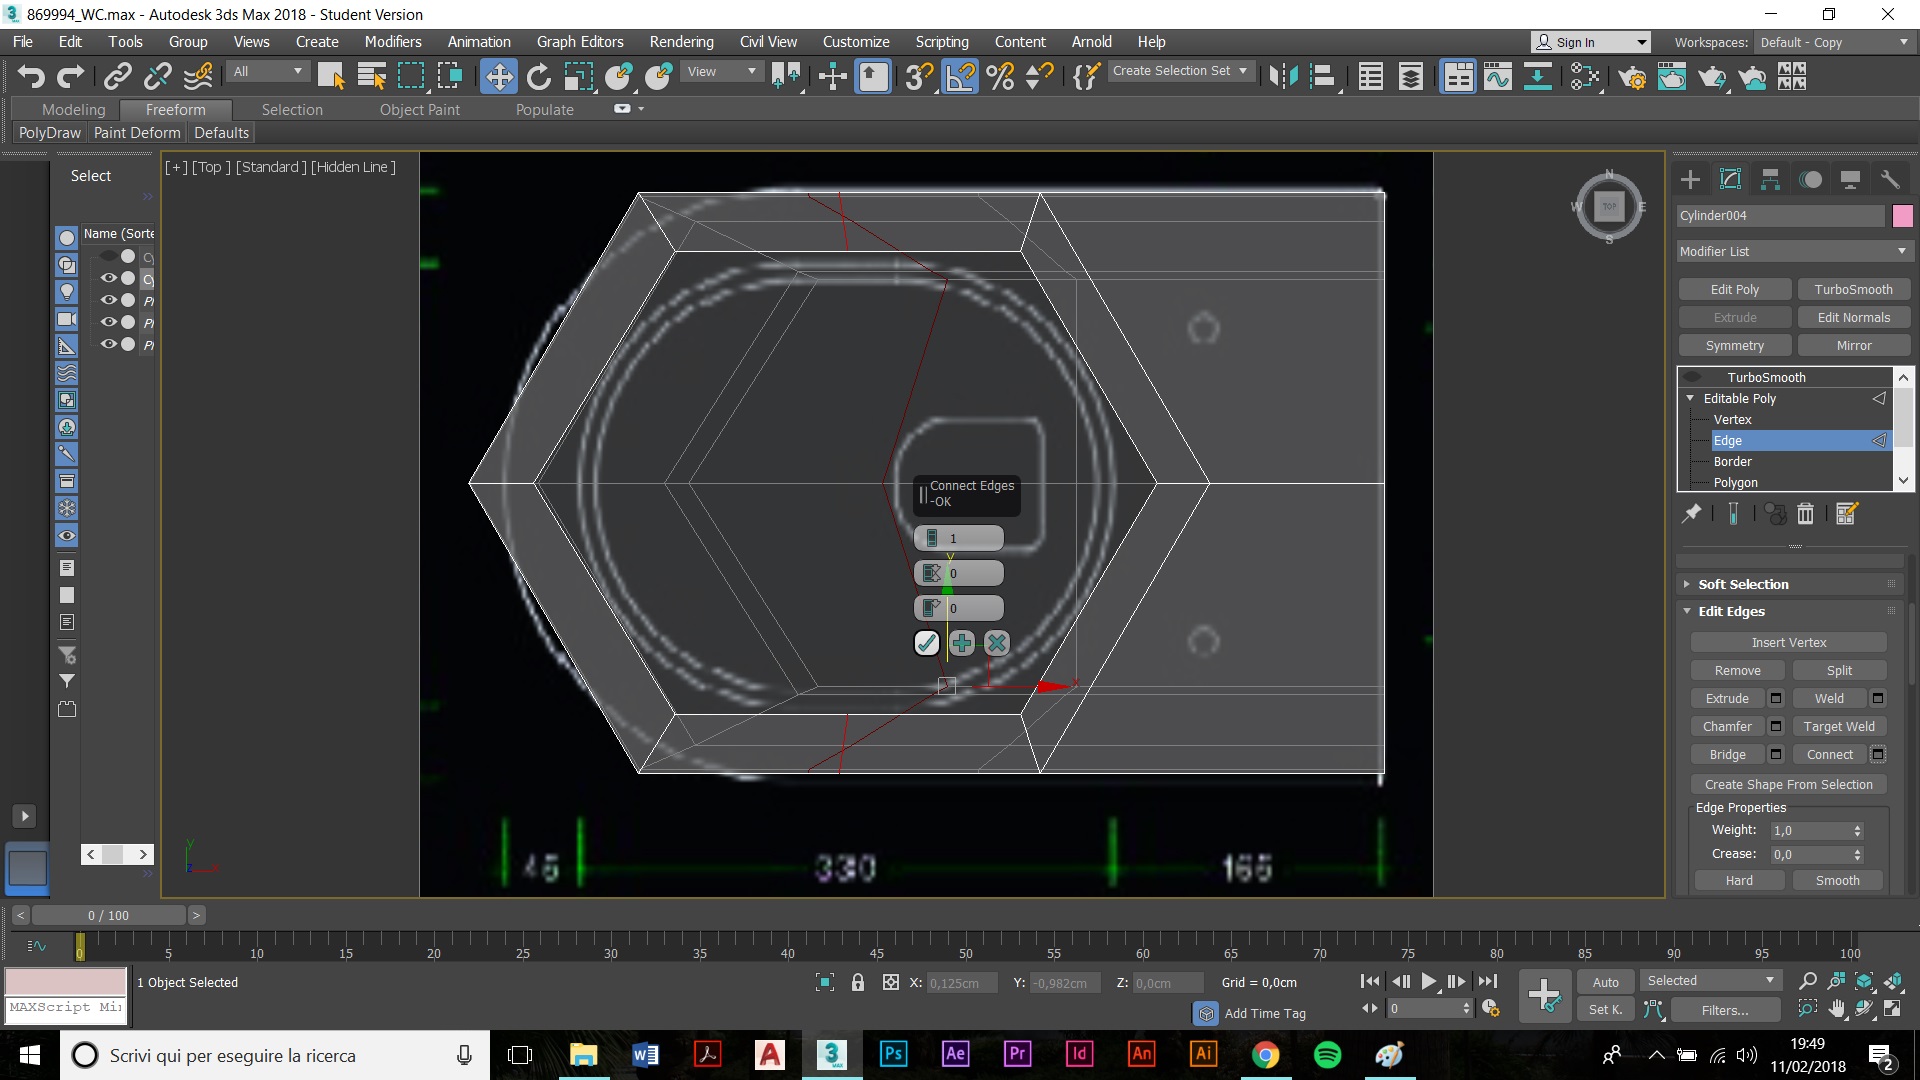 869994_WC.max - Autodesk 3ds Max 2018 - Student Version
File Edit Tools Group Views Create Modifiers Animation Graph Editors Rendering Civil View Customize Scripting Content Arnold Help
Sign In
Workspaces: Default - Copy
All
View
Create Selection Set
Modeling Freeform Selection Object Paint Populate
PolyDraw Paint Deform Defaults
Select
Name (Sorte
[+] [Top ] [Standard ] [Hidden Line ]
N
W TOP E
S
Connect Edges
-OK
1
0
0
y
x
45 330 165
Cylinder004
Modifier List
Edit Poly TurboSmooth
Extrude Edit Normals
Symmetry Mirror
TurboSmooth
Editable Poly
Vertex
Edge
Border
Polygon
Soft Selection
Edit Edges
Insert Vertex
Remove Split
Extrude Weld
Chamfer Target Weld
Bridge Connect
Create Shape From Selection
Edge Properties
Weight: 1,0
Crease: 0,0
Hard Smooth
< 0 / 100 >
0 5 10 15 20 25 30 35 40 45 50 55 60 65 70 75 80 85 90 95 100
1 Object Selected
X: 0,125cm Y: -0,982cm Z: 0,0cm Grid = 0,0cm
Auto Selected
MAXScript Mi
Add Time Tag
0
Set K. Filters...
Scrivi qui per eseguire la ricerca
Ps Ae Pr Id An Ai
19:49
11/02/2018
2